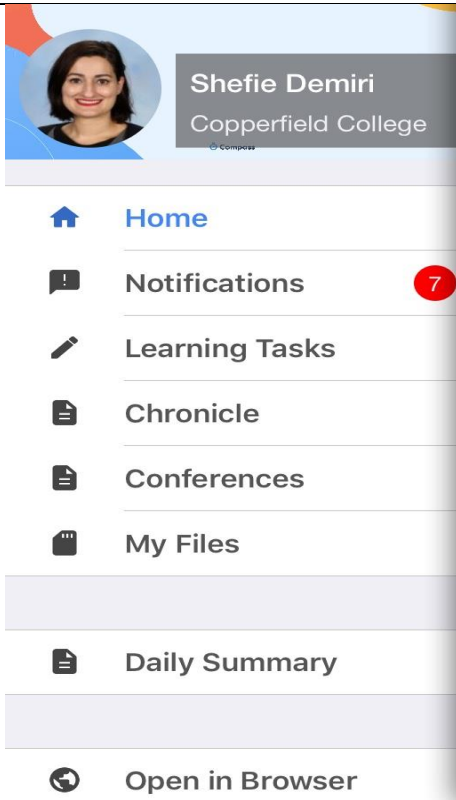 Shefie Demiri
Copperfield College
Compass
Home
Notifications
7
Learning Tasks
Chronicle
Conferences
My Files
Daily Summary
Open in Browser